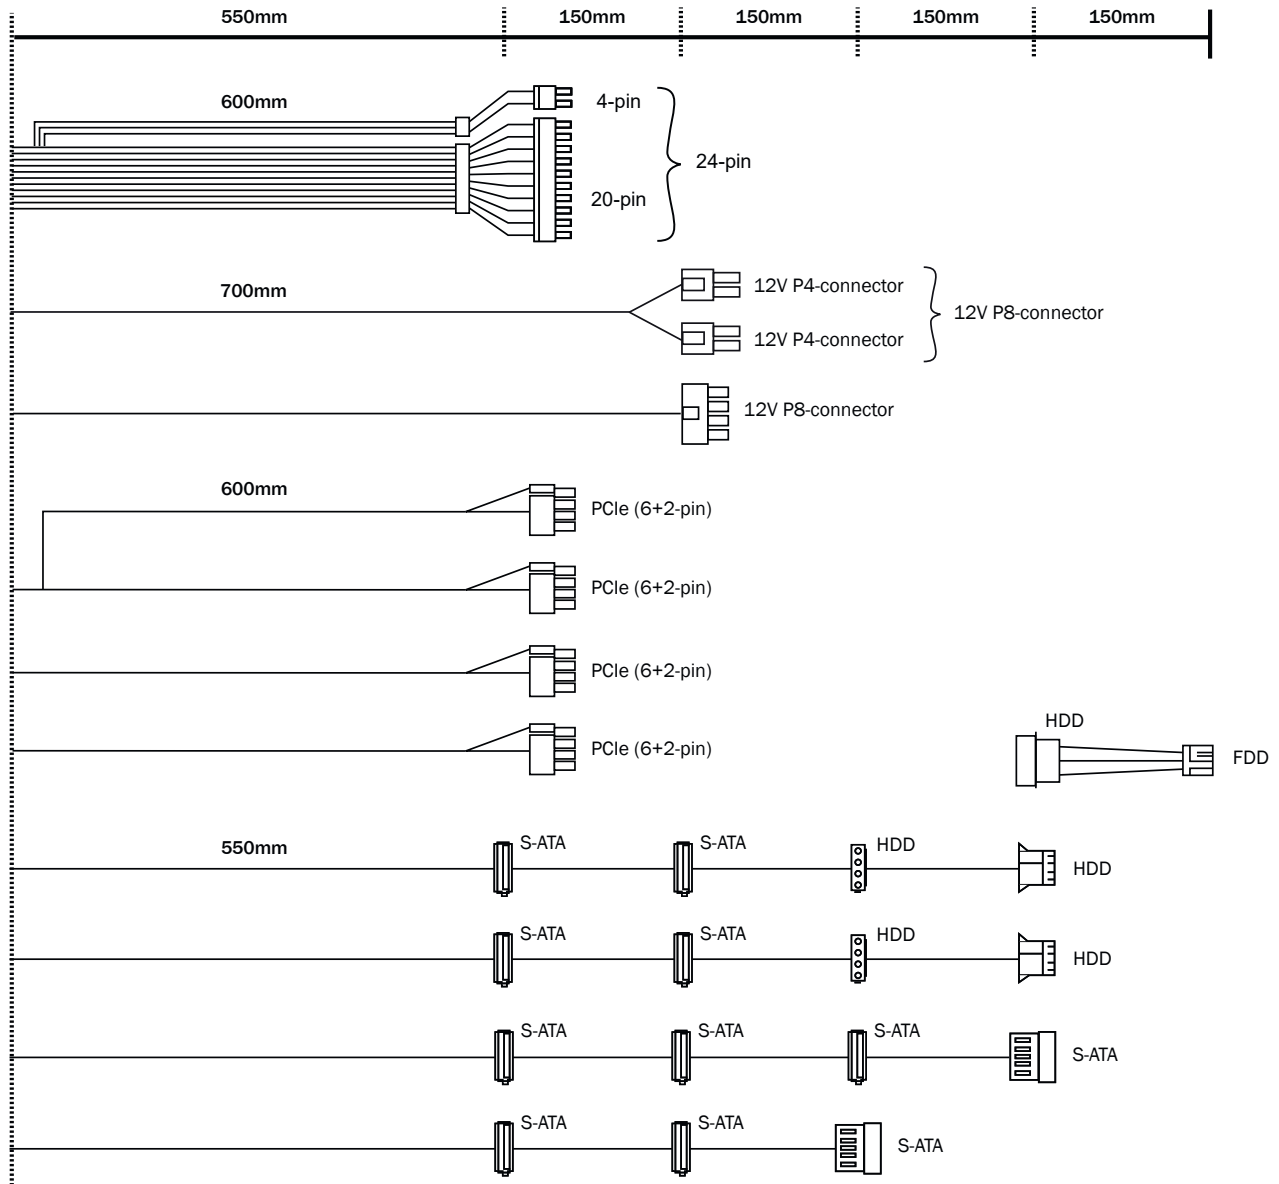 550mm 150mm 150mm 150mm 150mm
600mm 4-pin
24-pin
20-pin
700mm 12V P4-connector
12V P8-connector
12V P4-connector
12V P8-connector
600mm PCIe (6+2-pin)
PCIe (6+2-pin)
PCIe (6+2-pin)
HDD
PCIe (6+2-pin)
FDD
550mm S-ATA S-ATA HDD
HDD
S-ATA S-ATA HDD
HDD
S-ATA S-ATA S-ATA
S-ATA
S-ATA S-ATA
S-ATA